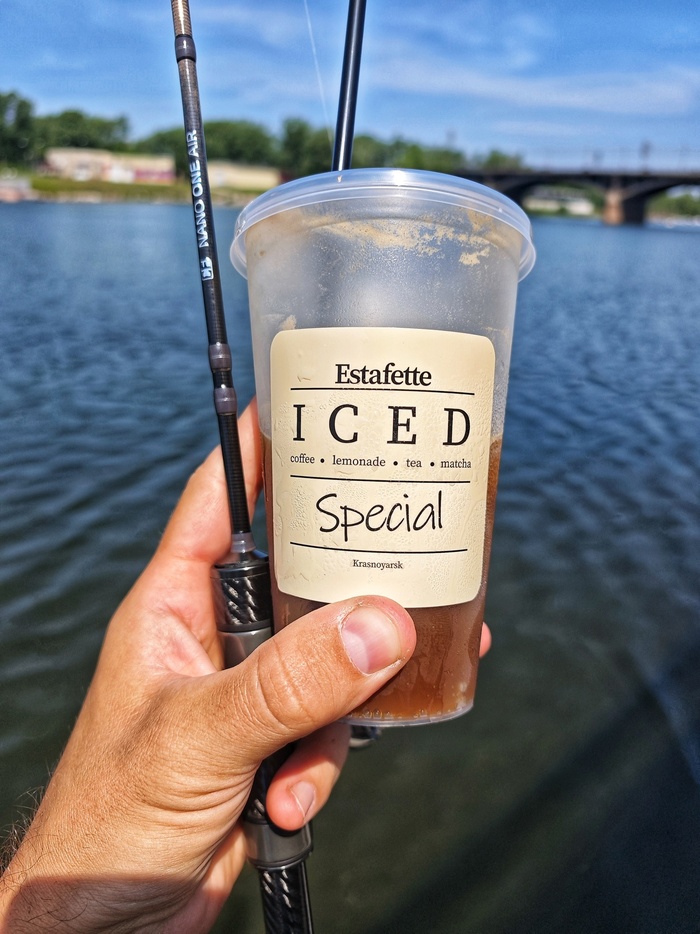 NANO ONE AIR
Estafette
ICED
coffee • lemonade • tea • matcha
Special
Krasnoyarsk